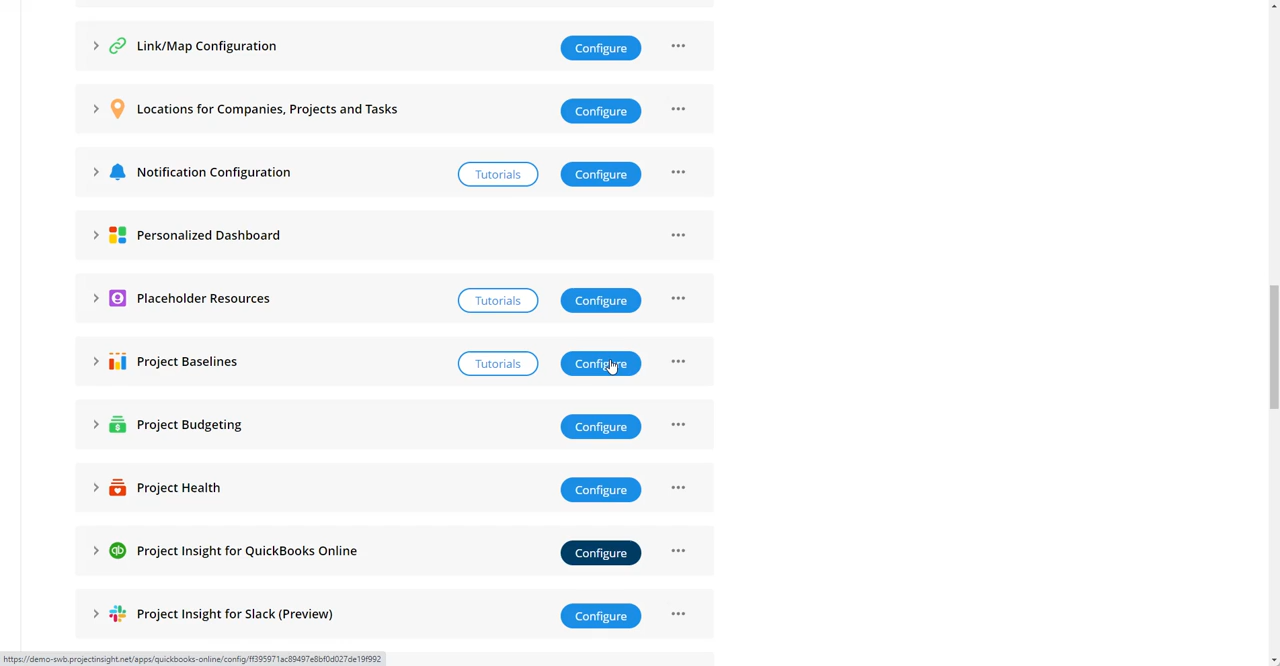 Link/Map Configuration Configure
Locations for Companies, Projects and Tasks Configure
Notification Configuration Tutorials Configure
Personalized Dashboard
Placeholder Resources Tutorials Configure
Project Baselines Tutorials Configure
Project Budgeting Configure
Project Health Configure
qb Project Insight for QuickBooks Online Configure
Project Insight for Slack (Preview) Configure
https://demo-swb.projectinsight.net/apps/quickbooks-online/config/ff395971ac89497e8bf0d027de19f992